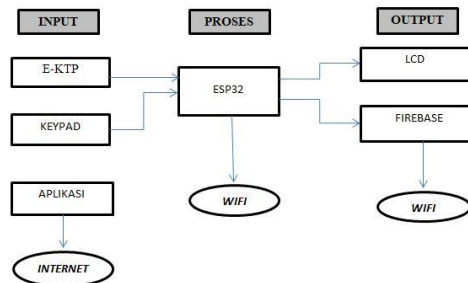 INPUT
PROSES
OUTPUT
E-KTP
ESP32
LCD
KEYPAD
FIREBASE
APLIKASI
WIFI
WIFI
INTERNET